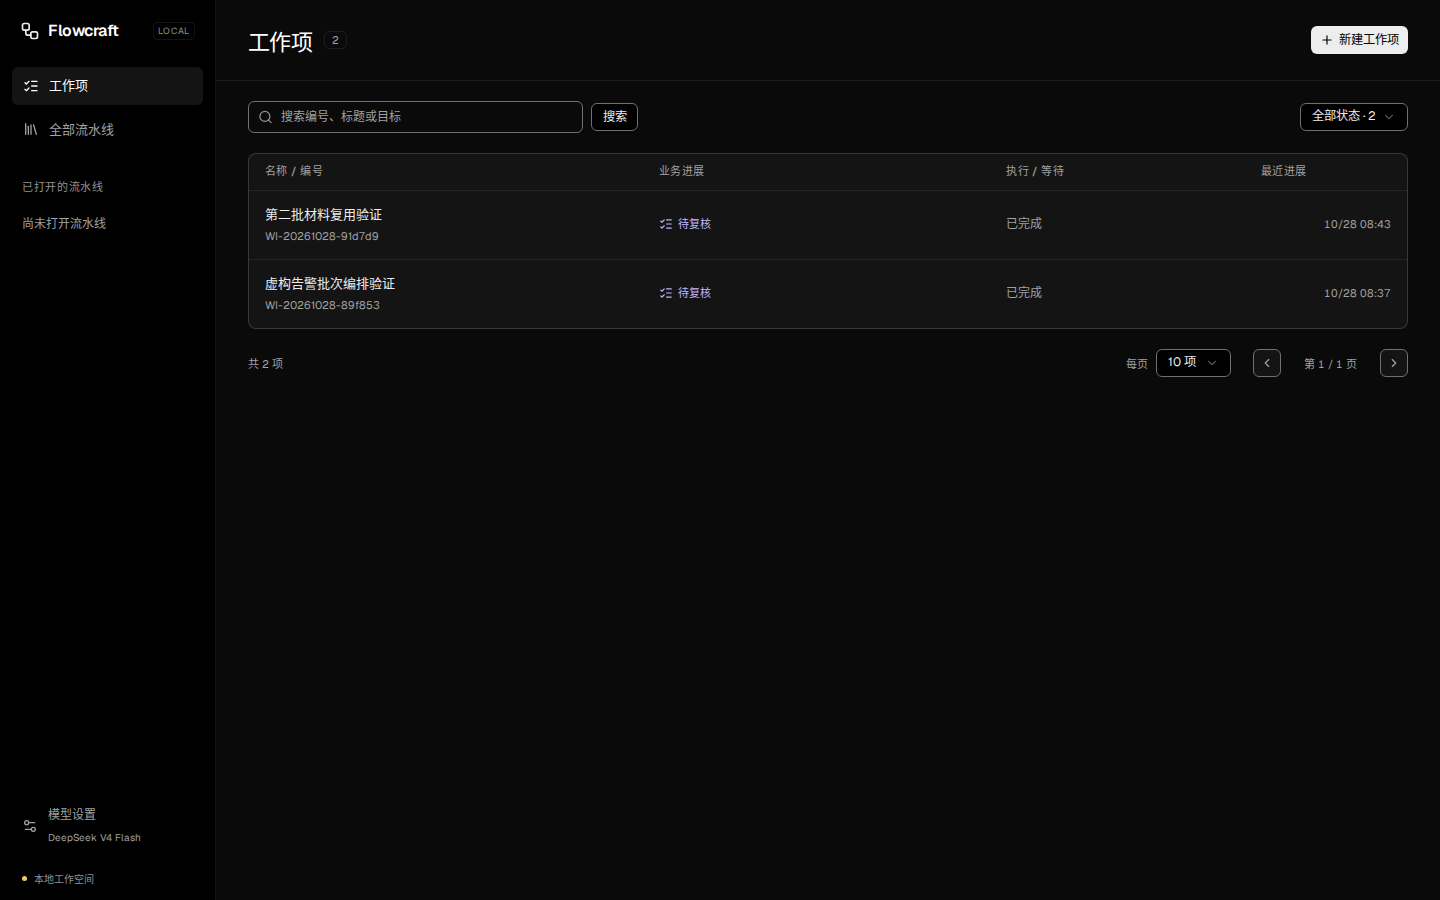 Flowcraft
LOCAL
工作项
全部流水线
已打开的流水线
尚未打开流水线
模型设置
DeepSeek V4 Flash
本地工作空间
工作项 2
新建工作项
搜索编号、标题或目标
搜索
全部状态 · 2
名称 / 编号 业务进展 执行 / 等待 最近进展
第二批材料复用验证
WI-20261028-91d7d9
待复核 已完成 10/28 08:43
虚构告警批次编排验证
WI-20261028-89f853
待复核 已完成 10/28 08:37
共 2 项
每页 10 项 第 1 / 1 页